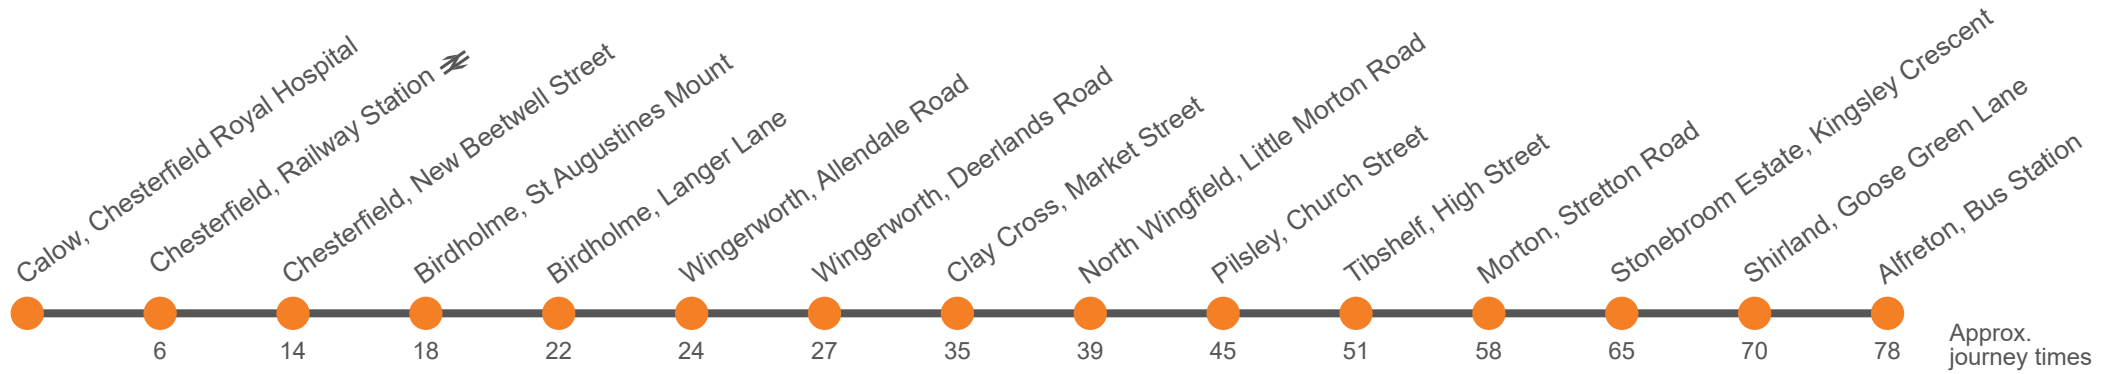 Calow, Chesterfield Royal Hospital
Chesterfield, Railway Station
Chesterfield, New Beetwell Street
Birdholme, St Augustines Mount
Birdholme, Langer Lane
Wingerworth, Allendale Road
Wingerworth, Deerlands Road
Clay Cross, Market Street
North Wingfield, Little Morton Road
Pilsley, Church Street
Tibshelf, High Street
Morton, Stretton Road
Stonebroom Estate, Kingsley Crescent
Shirland, Goose Green Lane
Alfreton, Bus Station
6 14 18 22 24 27 35 39 45 51 58 65 70 78
Approx.
journey times